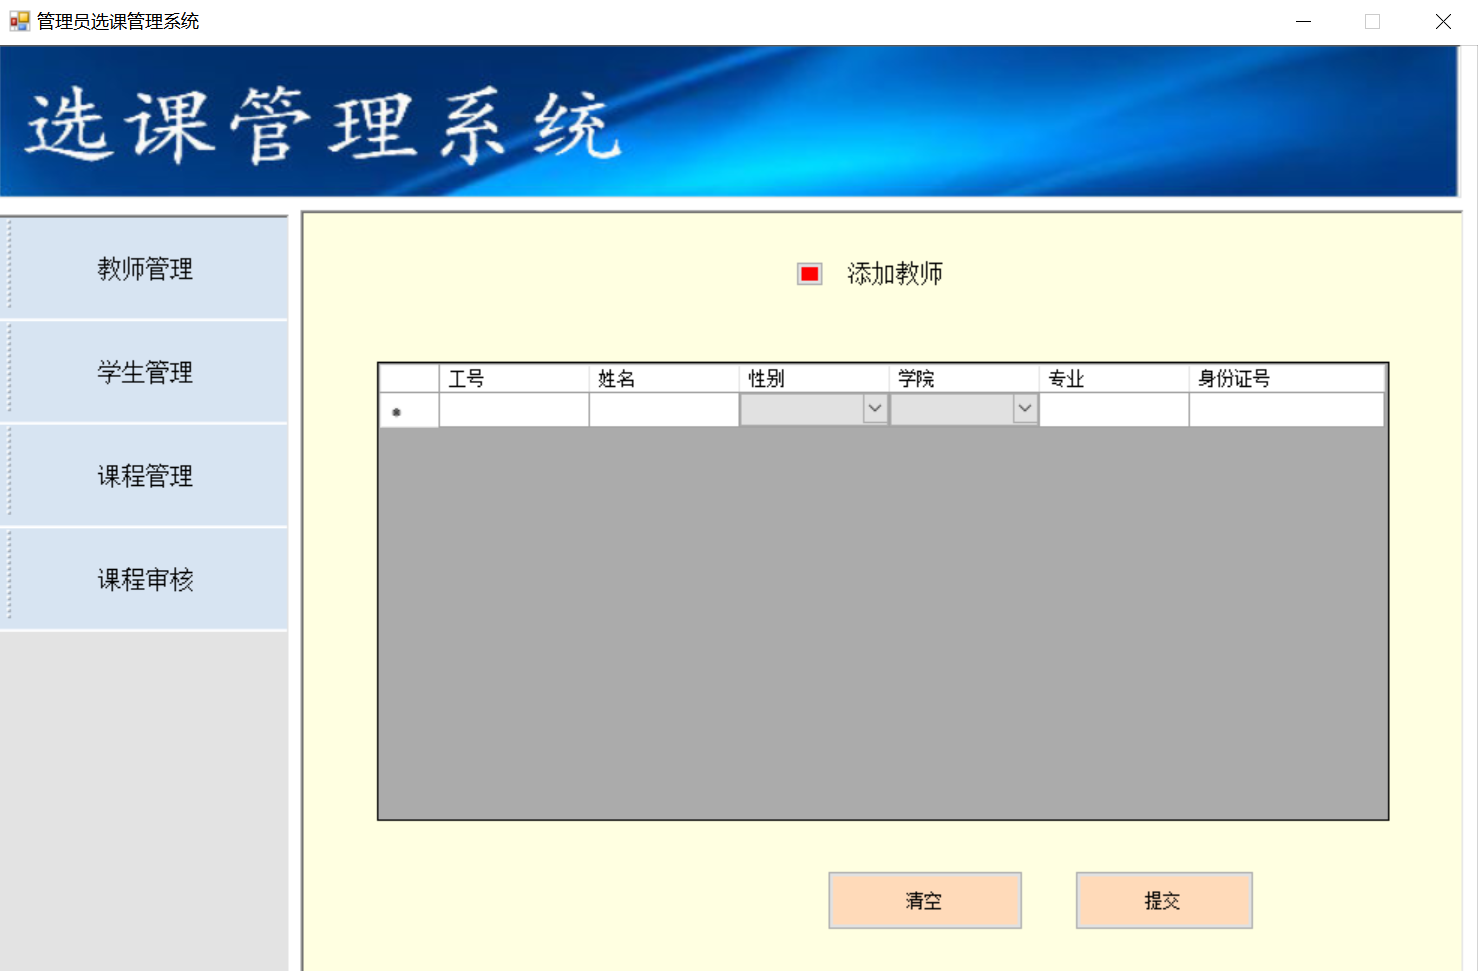 管理员选课管理系统
选课管理系统
教师管理
学生管理
课程管理
课程审核
添加教师
工号 姓名 性别 学院 专业 身份证号
清空 提交